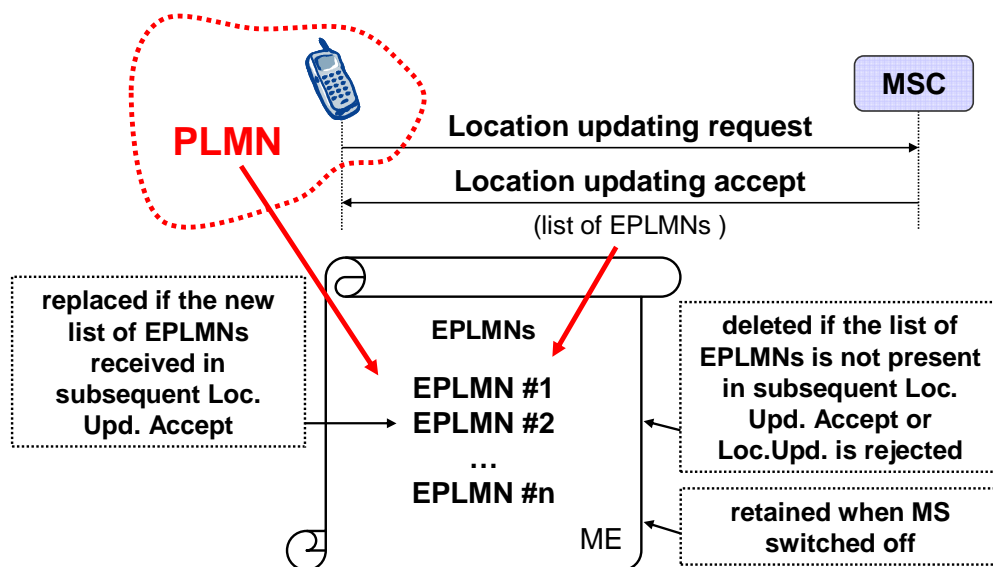 MSC
Location updating request
PLMN
Location updating accept
(list of EPLMNs )
replaced if the new
list of EPLMNs
received in
subsequent Loc.
Upd. Accept
EPLMNs
EPLMN #1
EPLMN #2
...
EPLMN #n
ME
deleted if the list of
EPLMNs is not present
in subsequent Loc.
Upd. Accept or
Loc.Upd. is rejected
retained when MS
switched off